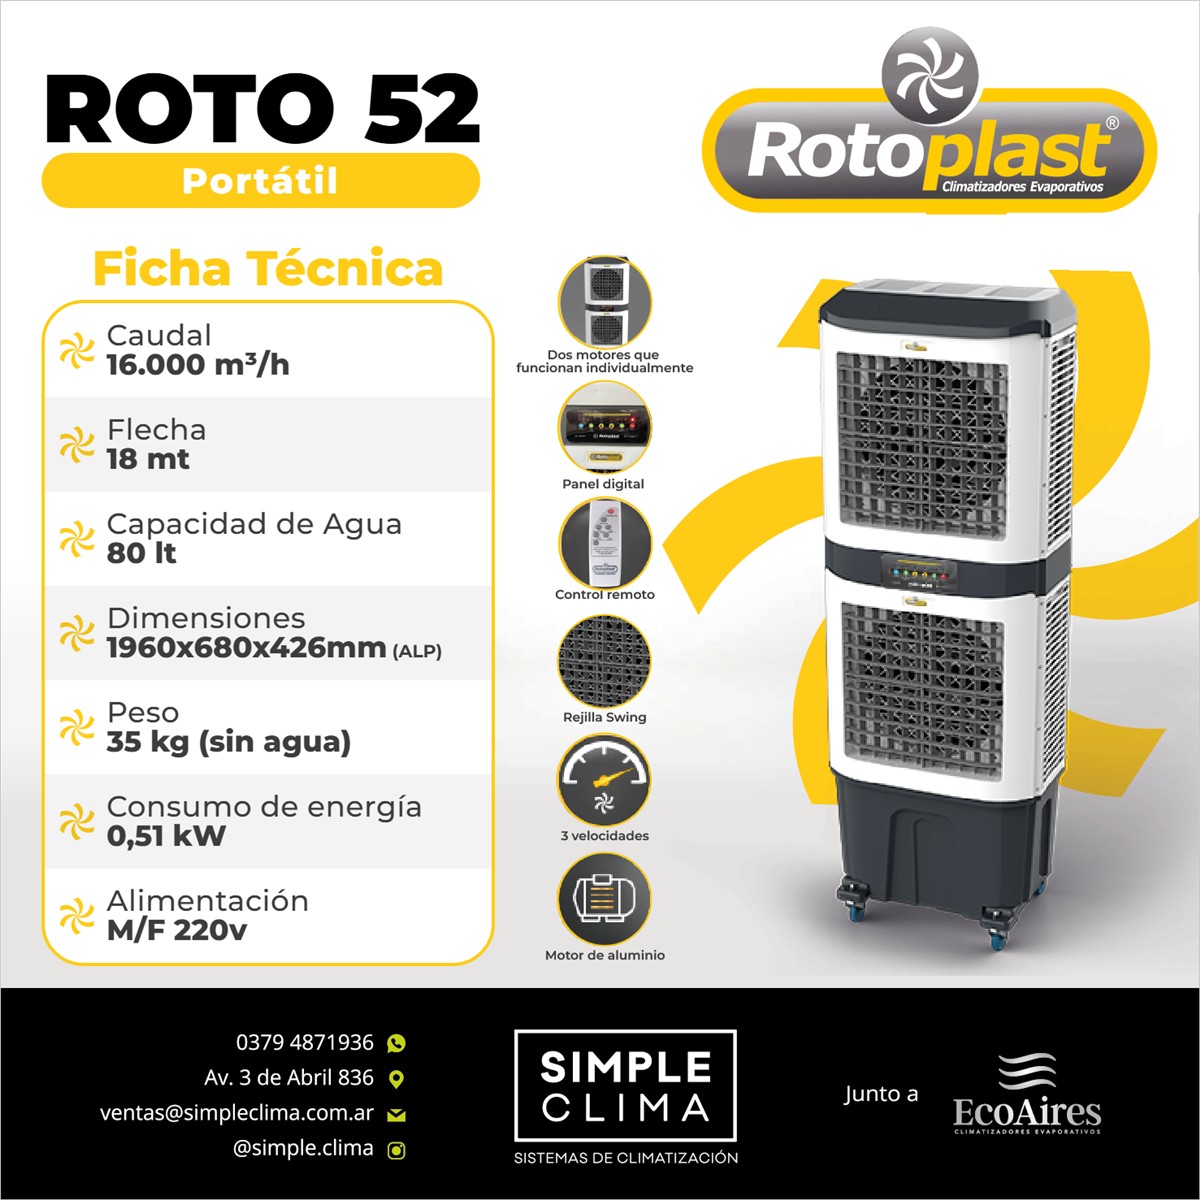 ROTO 52
Portátil
Rotoplast®
Climatizadores Evaporativos
Ficha Técnica
Caudal
16.000 m³/h
Flecha
18 mt
Capacidad de Agua
80 lt
Dimensiones
1960x680x426mm (ALP)
Peso
35 kg (sin agua)
Consumo de energía
0,51 kW
Alimentación
M/F 220v
Dos motores que
funcionan individualmente
Rotoplast
Rotoplast
Panel digital
Rotoplast
Control remoto
Rejilla Swing
3 velocidades
Motor de aluminio
0379 4871936
Av. 3 de Abril 836
ventas@simpleclima.com.ar
@simple.clima
SIMPLE
CLIMA
SISTEMAS DE CLIMATIZACIÓN
Junto a
EcoAires
CLIMATIZADORES EVAPORATIVOS